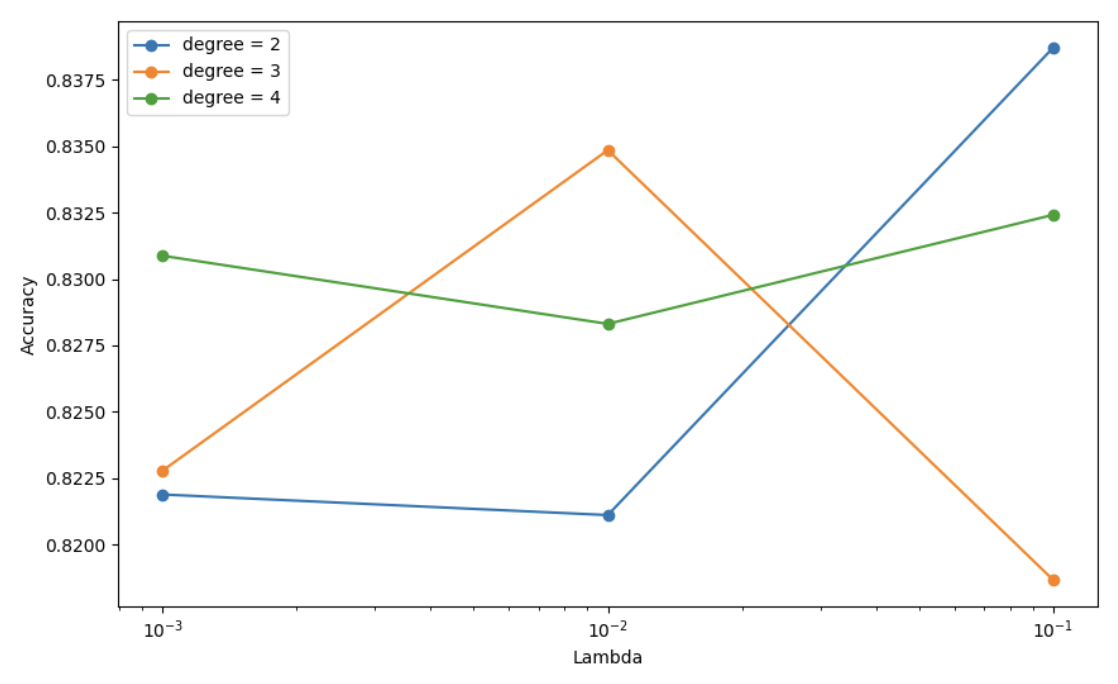 degree = 2
degree = 3
degree = 4
0.8375
0.8350
0.8325
0.8300
0.8275
0.8250
0.8225
0.8200
Accuracy
10⁻³ 10⁻² 10⁻¹
Lambda